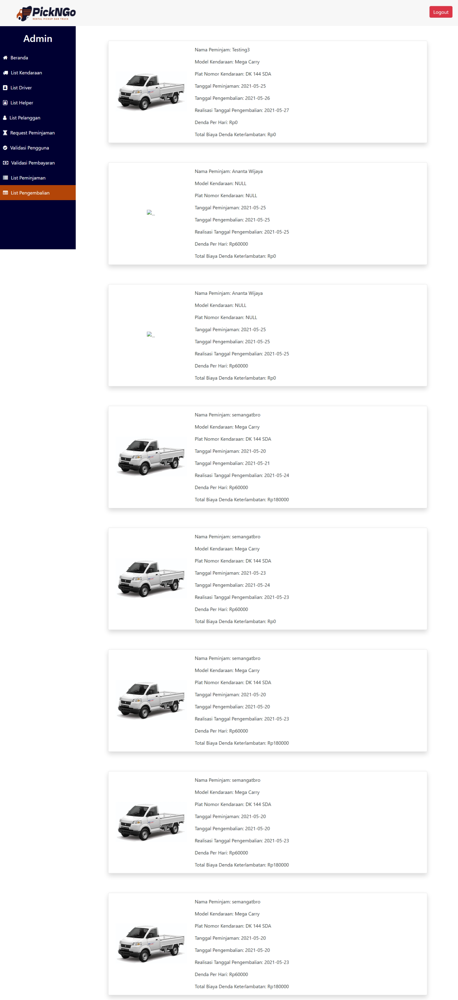 PickNGo
RENTAL PICKUP DAN TRUCK
Logout
Admin
Beranda
List Kendaraan
List Driver
List Helper
List Pelanggan
Request Peminjaman
Validasi Pengguna
Validasi Pembayaran
List Peminjaman
List Pengembalian
Nama Peminjam: Testing3
Model Kendaraan: Mega Carry
Plat Nomor Kendaraan: DK 144 SDA
Tanggal Peminjaman: 2021-05-25
Tanggal Pengembalian: 2021-05-26
Realisasi Tanggal Pengembalian: 2021-05-27
Denda Per Hari: Rp0
Total Biaya Denda Keterlambatan: Rp0
...
Nama Peminjam: Ananta Wijaya
Model Kendaraan: NULL
Plat Nomor Kendaraan: NULL
Tanggal Peminjaman: 2021-05-25
Tanggal Pengembalian: 2021-05-25
Realisasi Tanggal Pengembalian: 2021-05-25
Denda Per Hari: Rp60000
Total Biaya Denda Keterlambatan: Rp0
...
Nama Peminjam: Ananta Wijaya
Model Kendaraan: NULL
Plat Nomor Kendaraan: NULL
Tanggal Peminjaman: 2021-05-25
Tanggal Pengembalian: 2021-05-25
Realisasi Tanggal Pengembalian: 2021-05-25
Denda Per Hari: Rp60000
Total Biaya Denda Keterlambatan: Rp0
Nama Peminjam: semangatbro
Model Kendaraan: Mega Carry
Plat Nomor Kendaraan: DK 144 SDA
Tanggal Peminjaman: 2021-05-20
Tanggal Pengembalian: 2021-05-21
Realisasi Tanggal Pengembalian: 2021-05-24
Denda Per Hari: Rp60000
Total Biaya Denda Keterlambatan: Rp180000
Nama Peminjam: semangatbro
Model Kendaraan: Mega Carry
Plat Nomor Kendaraan: DK 144 SDA
Tanggal Peminjaman: 2021-05-23
Tanggal Pengembalian: 2021-05-24
Realisasi Tanggal Pengembalian: 2021-05-23
Denda Per Hari: Rp60000
Total Biaya Denda Keterlambatan: Rp0
Nama Peminjam: semangatbro
Model Kendaraan: Mega Carry
Plat Nomor Kendaraan: DK 144 SDA
Tanggal Peminjaman: 2021-05-20
Tanggal Pengembalian: 2021-05-20
Realisasi Tanggal Pengembalian: 2021-05-23
Denda Per Hari: Rp60000
Total Biaya Denda Keterlambatan: Rp180000
Nama Peminjam: semangatbro
Model Kendaraan: Mega Carry
Plat Nomor Kendaraan: DK 144 SDA
Tanggal Peminjaman: 2021-05-20
Tanggal Pengembalian: 2021-05-20
Realisasi Tanggal Pengembalian: 2021-05-23
Denda Per Hari: Rp60000
Total Biaya Denda Keterlambatan: Rp180000
Nama Peminjam: semangatbro
Model Kendaraan: Mega Carry
Plat Nomor Kendaraan: DK 144 SDA
Tanggal Peminjaman: 2021-05-20
Tanggal Pengembalian: 2021-05-20
Realisasi Tanggal Pengembalian: 2021-05-23
Denda Per Hari: Rp60000
Total Biaya Denda Keterlambatan: Rp180000